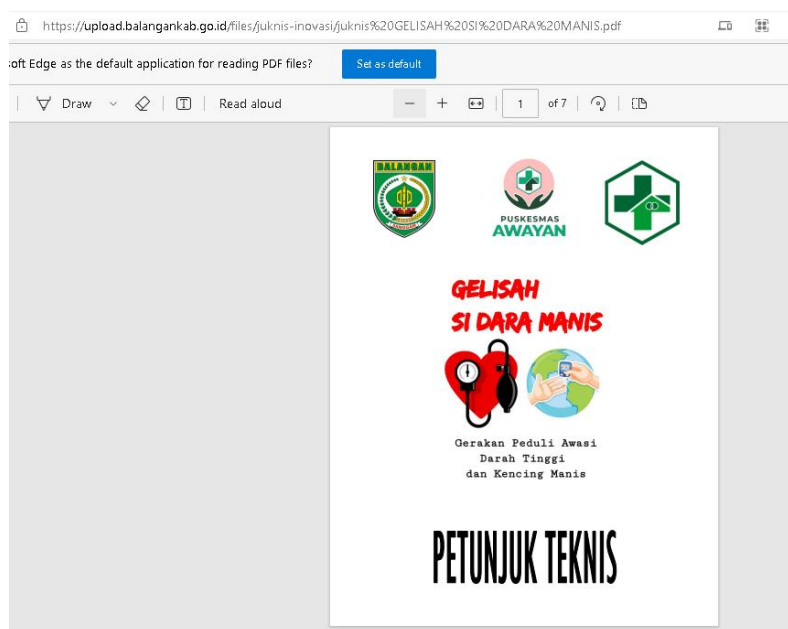 https://upload.balangankab.go.id/files/juknis-inovasi/juknis%20GELISAH%20SI%20DARA%20MANIS.pdf
oft Edge as the default application for reading PDF files?
Set as default
Draw
Read aloud
1 of 7
BALANGAN
PUSKESMAS
AWAYAN
GELISAH
SI DARA MANIS
Gerakan Peduli Awasi
Darah Tinggi
dan Kencing Manis
PETUNJUK TEKNIS